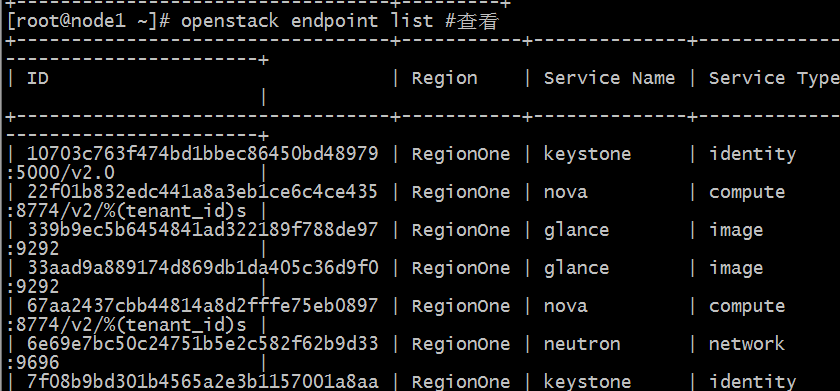 +-----------------------------------+-----------+
[root@node1 ~]# openstack endpoint list #查看
+----------------------------------+-----------+--------------+--------------
-----------------------+
| ID                               | Region    | Service Name | Service Type
                       |
+----------------------------------+-----------+--------------+--------------
-----------------------+
| 10703c763f474bd1bbec86450bd48979 | RegionOne | keystone     | identity
:5000/v2.0             |
| 22f01b832edc441a8a3eb1ce6c4ce435 | RegionOne | nova         | compute
:8774/v2/%(tenant_id)s |
| 339b9ec5b6454841ad322189f788de97 | RegionOne | glance       | image
:9292                  |
| 33aad9a889174d869db1da405c36d9f0 | RegionOne | glance       | image
:9292                  |
| 67aa2437cbb44814a8d2fffe75eb0897 | RegionOne | nova         | compute
:8774/v2/%(tenant_id)s |
| 6e69e7bc50c24751b5e2c582f62b9d33 | RegionOne | neutron      | network
:9696                  |
| 7f08b9bd301b4565a2e3b1157001a8aa | RegionOne | keystone     | identity